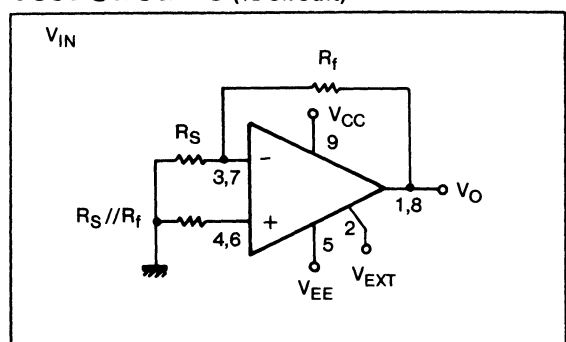 V_IN
R_f
V_CC
9
R_S
−
3,7
R_S//R_f
+
4,6
1,8
V_O
2
5
V_EE
V_EXT